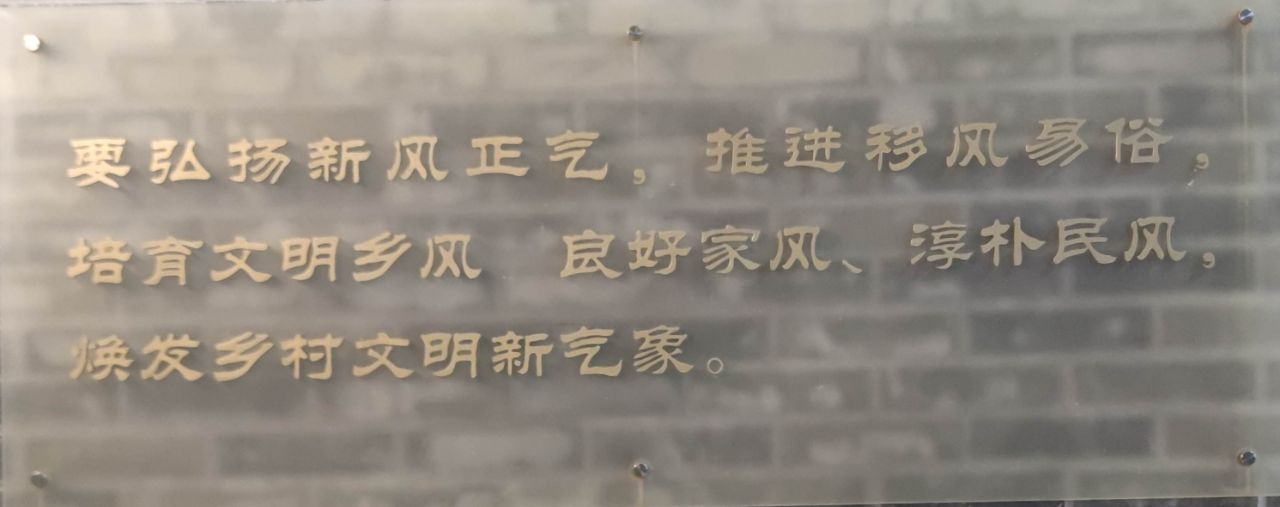 要弘扬新风正气，推进移风易俗，
培育文明乡风 良好家风、淳朴民风，
焕发乡村文明新气象。